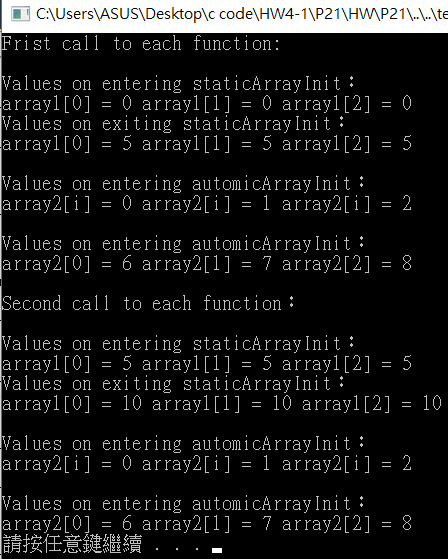 C:\Users\ASUS\Desktop\c code\HW4-1\P21\HW\P21\..\..\te
Frist call to each function:
Values on entering staticArrayInit：
array1[0] = 0 array1[1] = 0 array1[2] = 0
Values on exiting staticArrayInit：
array1[0] = 5 array1[1] = 5 array1[2] = 5
Values on entering automicArrayInit：
array2[i] = 0 array2[i] = 1 array2[i] = 2
Values on entering automicArrayInit：
array2[0] = 6 array2[1] = 7 array2[2] = 8
Second call to each function：
Values on entering staticArrayInit：
array1[0] = 5 array1[1] = 5 array1[2] = 5
Values on exiting staticArrayInit：
array1[0] = 10 array1[1] = 10 array1[2] = 10
Values on entering automicArrayInit：
array2[i] = 0 array2[i] = 1 array2[i] = 2
Values on entering automicArrayInit：
array2[0] = 6 array2[1] = 7 array2[2] = 8
請按任意鍵繼續 . . .